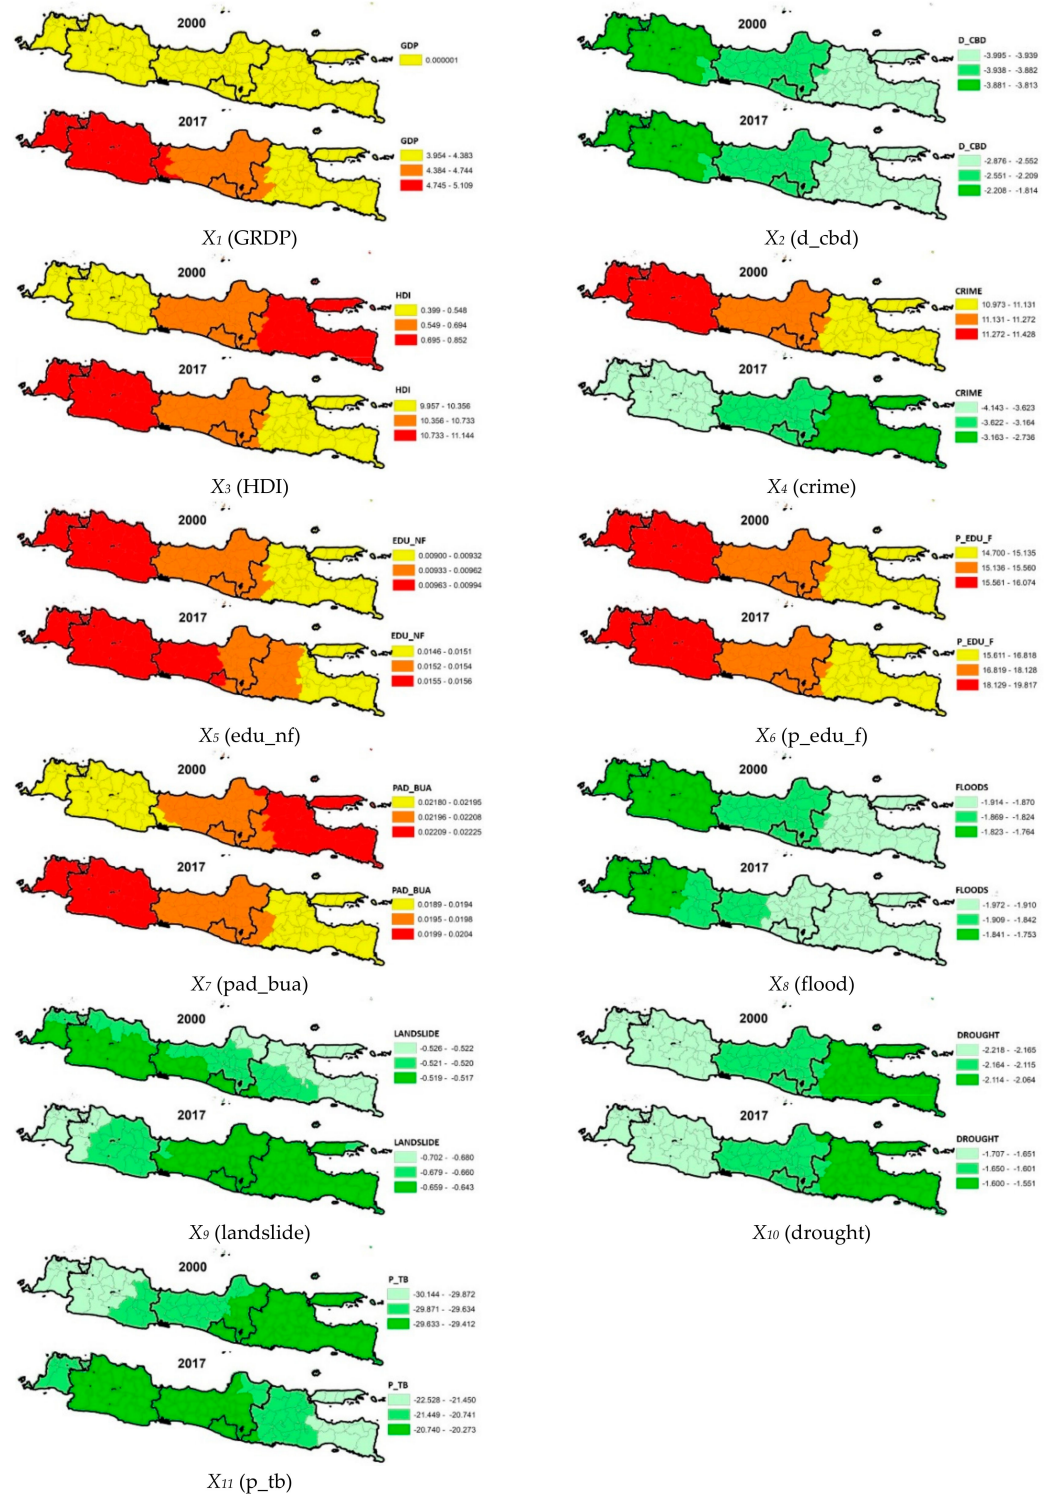 2000
GDP
0.000001
2017
GDP
3.954 - 4.383
4.384 - 4.744
4.745 - 5.109
X1 (GRDP)
2000
D_CBD
-3.995 - -3.939
-3.938 - -3.882
-3.881 - -3.813
2017
D_CBD
-2.876 - -2.552
-2.551 - -2.209
-2.208 - -1.814
X2 (d_cbd)
2000
HDI
0.399 - 0.548
0.549 - 0.694
0.695 - 0.852
2017
HDI
9.957 - 10.356
10.356 - 10.733
10.733 - 11.144
X3 (HDI)
2000
CRIME
10.973 - 11.131
11.131 - 11.272
11.272 - 11.428
2017
CRIME
-4.143 - -3.623
-3.622 - -3.164
-3.163 - -2.736
X4 (crime)
2000
EDU_NF
0.00900 - 0.00932
0.00933 - 0.00962
0.00963 - 0.00994
2017
EDU_NF
0.0146 - 0.0151
0.0152 - 0.0154
0.0155 - 0.0156
X5 (edu_nf)
2000
P_EDU_F
14.700 - 15.135
15.136 - 15.560
15.561 - 16.074
2017
P_EDU_F
15.611 - 16.818
16.819 - 18.128
18.129 - 19.817
X6 (p_edu_f)
2000
PAD_BUA
0.02180 - 0.02195
0.02196 - 0.02208
0.02209 - 0.02225
2017
PAD_BUA
0.0189 - 0.0194
0.0195 - 0.0198
0.0199 - 0.0204
X7 (pad_bua)
2000
FLOODS
-1.914 - -1.870
-1.869 - -1.824
-1.823 - -1.764
2017
FLOODS
-1.972 - -1.910
-1.909 - -1.842
-1.841 - -1.753
X8 (flood)
2000
LANDSLIDE
-0.526 - -0.522
-0.521 - -0.520
-0.519 - -0.517
2017
LANDSLIDE
-0.702 - -0.680
-0.679 - -0.660
-0.659 - -0.643
X9 (landslide)
2000
DROUGHT
-2.218 - -2.165
-2.164 - -2.115
-2.114 - -2.064
2017
DROUGHT
-1.707 - -1.651
-1.650 - -1.601
-1.600 - -1.551
X10 (drought)
2000
P_TB
-30.144 - -29.872
-29.871 - -29.634
-29.633 - -29.412
2017
P_TB
-22.528 - -21.450
-21.449 - -20.741
-20.740 - -20.273
X11 (p_tb)